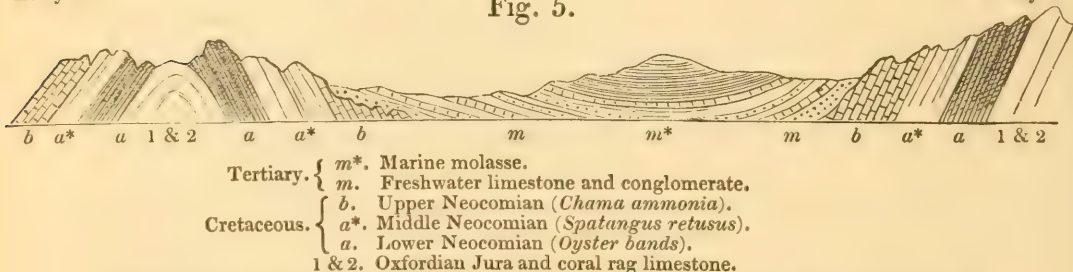 Fig. 5.
b a* a 1 & 2 a a* b m m* m b a* a 1 & 2
Tertiary. { m*. Marine molasse.
m. Freshwater limestone and conglomerate.
Cretaceous. { b. Upper Neocomian (Chama ammonia).
a*. Middle Neocomian (Spatangus retusus).
a. Lower Neocomian (Oyster bands).
1 & 2. Oxfordian Jura and coral rag limestone.